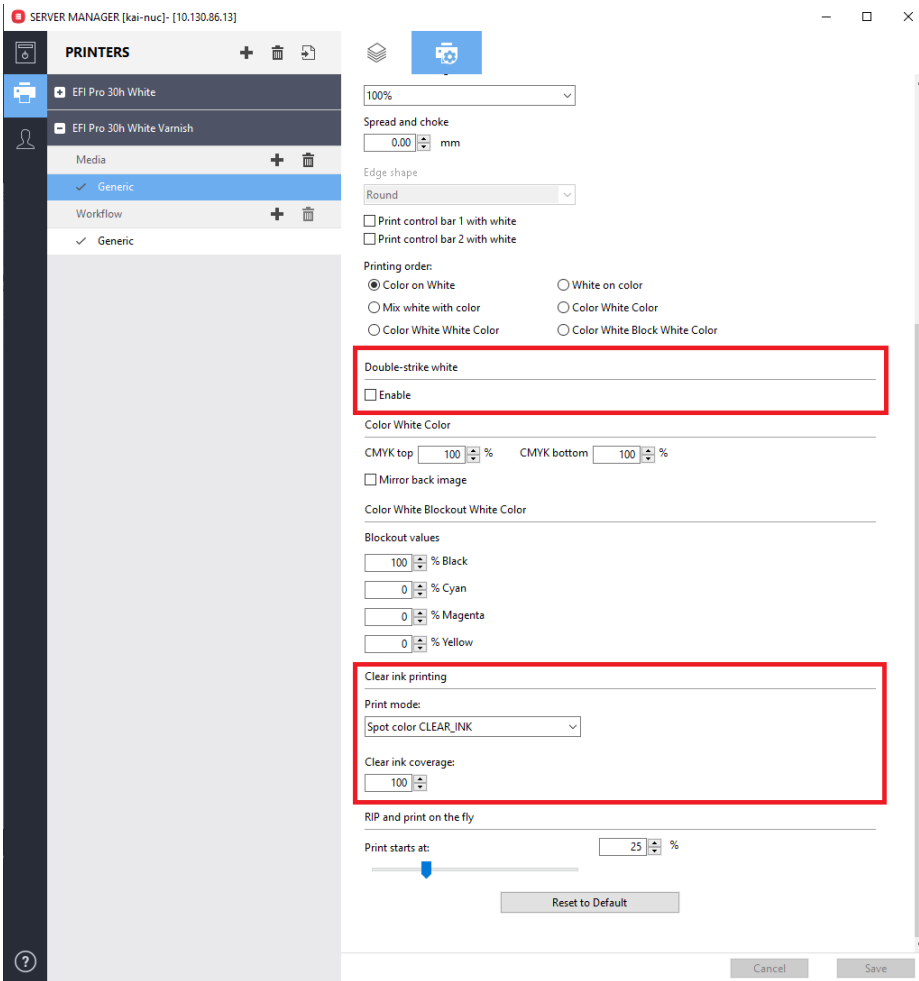 SERVER MANAGER [kai-nuc]- [10.130.86.13]
PRINTERS
EFI Pro 30h White
EFI Pro 30h White Varnish
Media
Generic
Workflow
Generic
100%
Spread and choke
0.00 mm
Edge shape
Round
Print control bar 1 with white
Print control bar 2 with white
Printing order:
Color on White White on color
Mix white with color Color White Color
Color White White Color Color White Block White Color
Double-strike white
Enable
Color White Color
CMYK top 100 % CMYK bottom 100 %
Mirror back image
Color White Blockout White Color
Blockout values
100 % Black
0 % Cyan
0 % Magenta
0 % Yellow
Clear ink printing
Print mode:
Spot color CLEAR_INK
Clear ink coverage:
100
RIP and print on the fly
Print starts at: 25 %
Reset to Default
?
Cancel Save